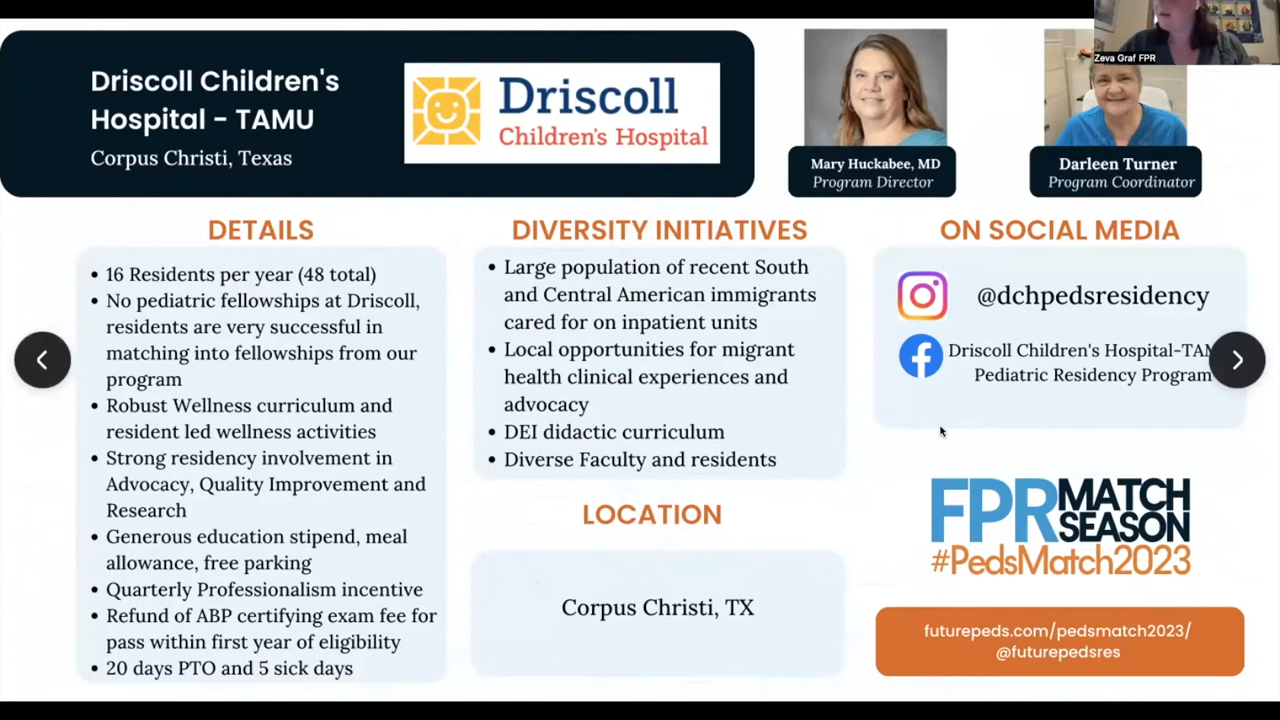 Driscoll Children's
Hospital - TAMU
Corpus Christi, Texas
Driscoll
Children's Hospital
Mary Huckabee, MD
Program Director
Zeva Graf FPR
Darleen Turner
Program Coordinator
DETAILS
• 16 Residents per year (48 total)
• No pediatric fellowships at Driscoll,
residents are very successful in
matching into fellowships from our
program
• Robust Wellness curriculum and
resident led wellness activities
• Strong residency involvement in
Advocacy, Quality Improvement and
Research
• Generous education stipend, meal
allowance, free parking
• Quarterly Professionalism incentive
• Refund of ABP certifying exam fee for
pass within first year of eligibility
• 20 days PTO and 5 sick days
DIVERSITY INITIATIVES
• Large population of recent South
and Central American immigrants
cared for on inpatient units
• Local opportunities for migrant
health clinical experiences and
advocacy
• DEI didactic curriculum
• Diverse Faculty and residents
LOCATION
Corpus Christi, TX
ON SOCIAL MEDIA
@dchpedsresidency
Driscoll Children's Hospital-TAM
Pediatric Residency Program
FPR MATCH
SEASON
#PedsMatch2023
futurepeds.com/pedsmatch2023/
@futurepedsres